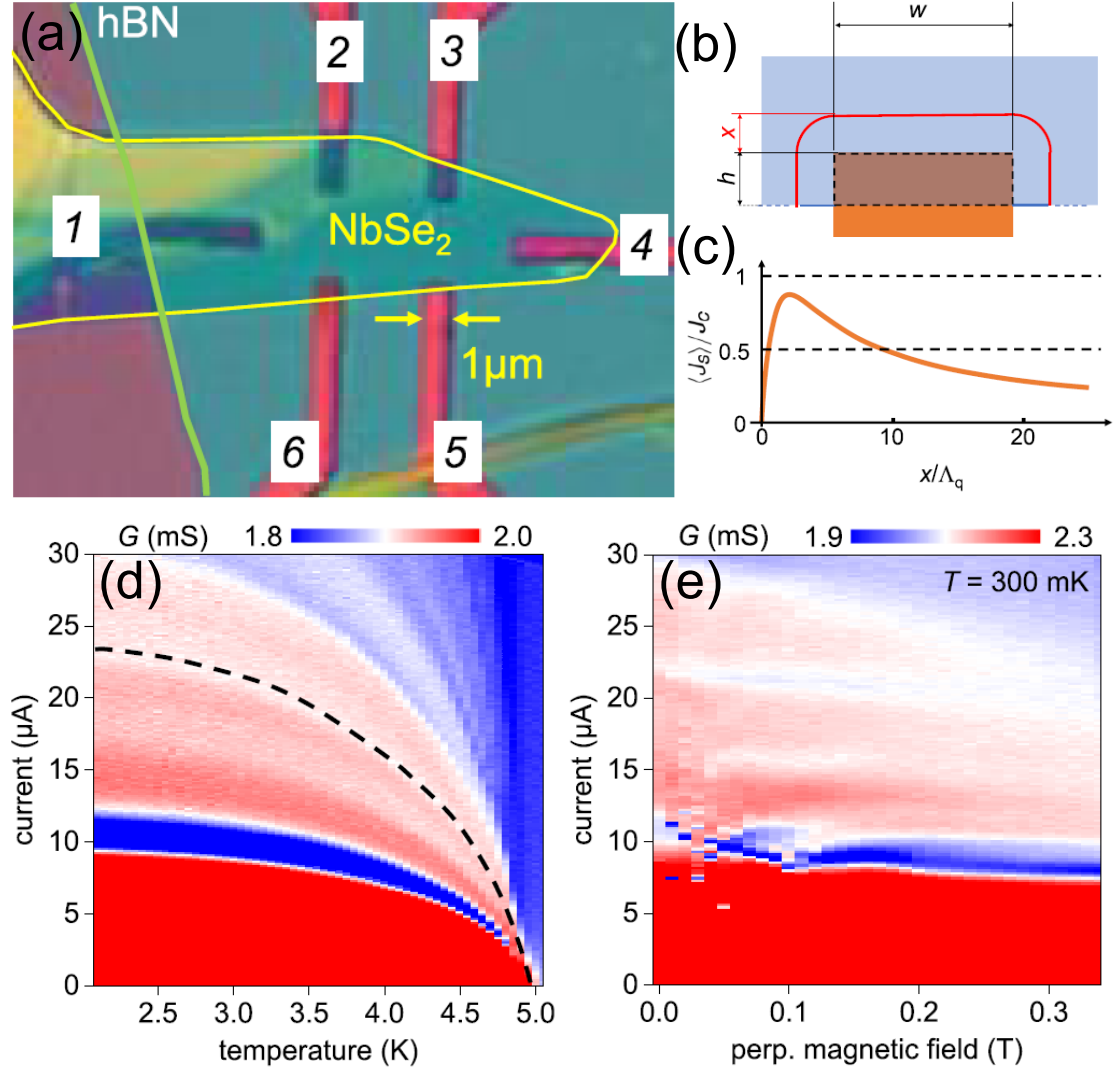 (a)
hBN
2
3
1
NbSe₂
4
1μm
6
5
(b)
w
x
h
(c)
⟨J_S⟩/J_C
1
0.5
0
0
10
20
x/Λ_q
G (mS) 1.8 2.0
(d)
30
25
20
15
10
5
0
current (μA)
2.5 3.0 3.5 4.0 4.5 5.0
temperature (K)
G (mS) 1.9 2.3
(e)
T = 300 mK
30
25
20
15
10
5
0
current (μA)
0.0 0.1 0.2 0.3
perp. magnetic field (T)